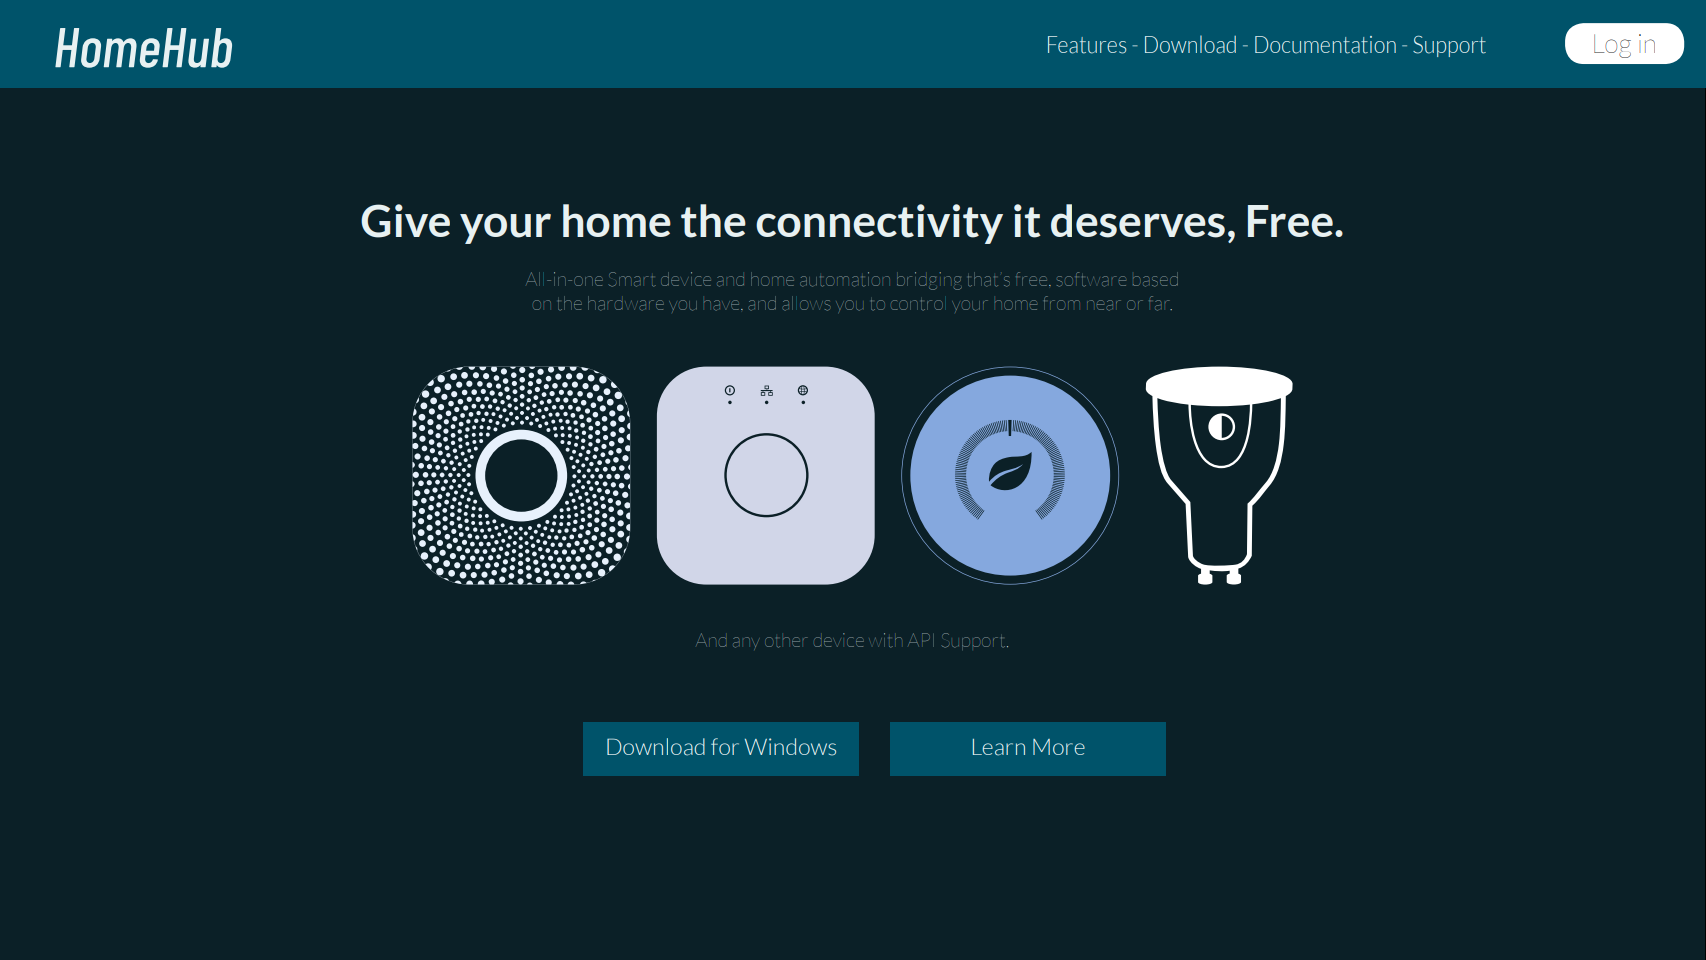 HomeHub
Features - Download - Documentation - Support
Log in
Give your home the connectivity it deserves, Free.
All-in-one Smart device and home automation bridging that's free, software based
on the hardware you have, and allows you to control your home from near or far.
And any other device with API Support.
Download for Windows
Learn More